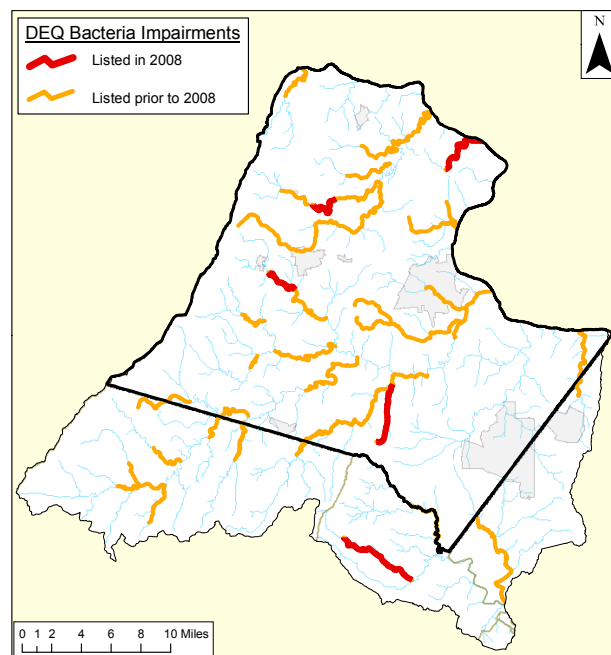 DEQ Bacteria Impairments
Listed in 2008
Listed prior to 2008
N
0 1 2 4 6 8 10 Miles